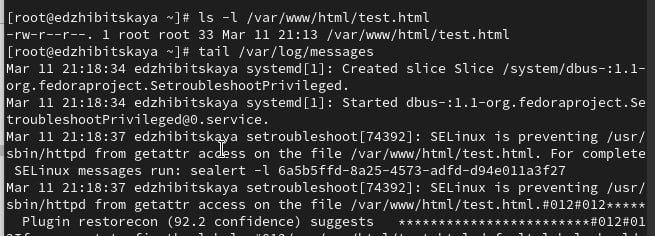 [root@edzhibitskaya ~]# ls -l /var/www/html/test.html
-rw-r--r--. 1 root root 33 Mar 11 21:13 /var/www/html/test.html
[root@edzhibitskaya ~]# tail /var/log/messages
Mar 11 21:18:34 edzhibitskaya systemd[1]: Created slice Slice /system/dbus-:1.1-
org.fedoraproject.SetroubleshootPrivileged.
Mar 11 21:18:34 edzhibitskaya systemd[1]: Started dbus-:1.1-org.fedoraproject.Se
troubleshootPrivileged@0.service.
Mar 11 21:18:37 edzhibitskaya setroubleshoot[74392]: SELinux is preventing /usr/
sbin/httpd from getattr access on the file /var/www/html/test.html. For complete
 SELinux messages run: sealert -l 6a5b5ffd-8a25-4573-adfd-d94e011a3f27
Mar 11 21:18:37 edzhibitskaya setroubleshoot[74392]: SELinux is preventing /usr/
sbin/httpd from getattr access on the file /var/www/html/test.html.#012#012*****
  Plugin restorecon (92.2 confidence) suggests   ************************#012#01